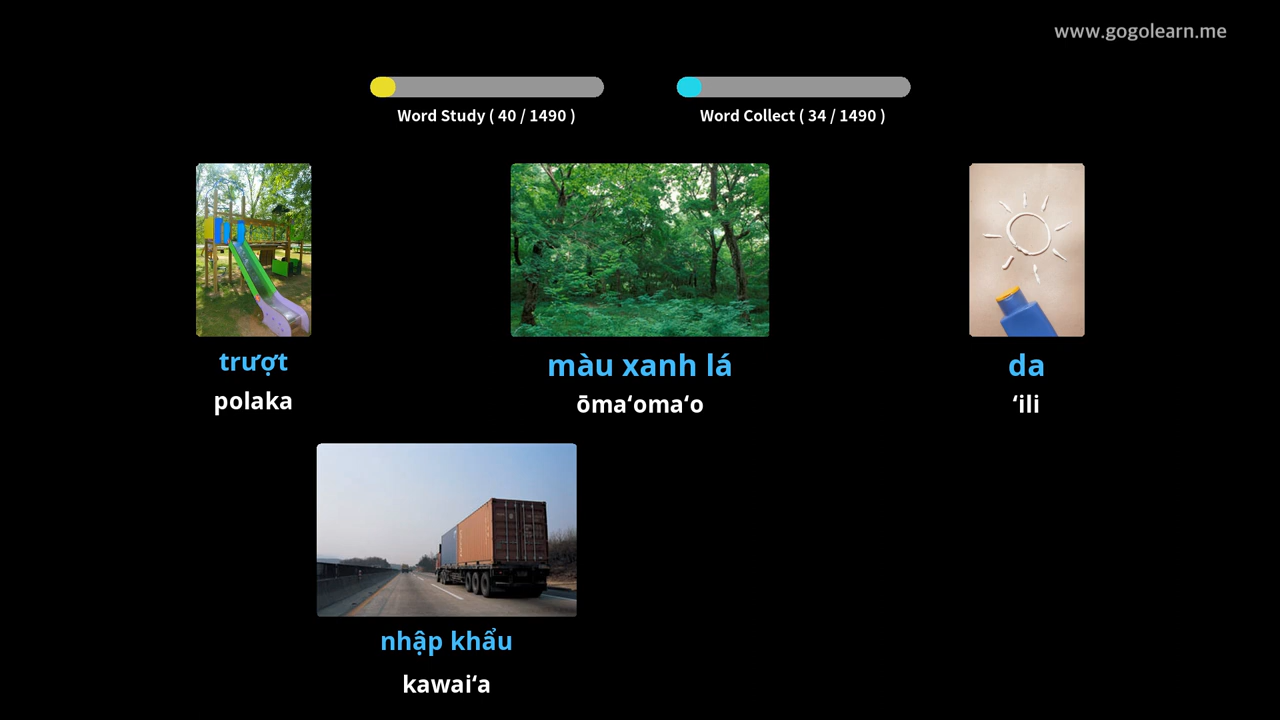 www.gogolearn.me
Word Study ( 40 / 1490 )
Word Collect ( 34 / 1490 )
trượt
polaka
màu xanh lá
ōmaʻomaʻo
da
ʻili
nhập khẩu
kawaiʻa